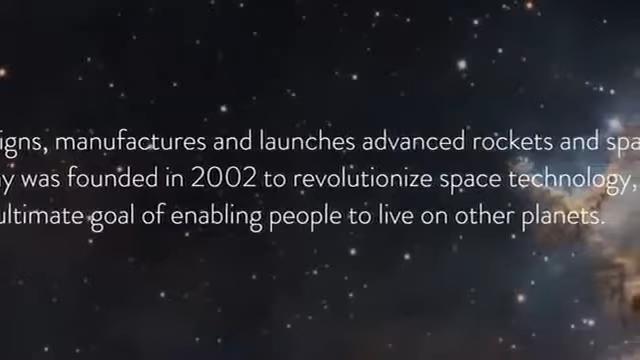 igns, manufactures and launches advanced rockets and spa
y was founded in 2002 to revolutionize space technology,
ultimate goal of enabling people to live on other planets.